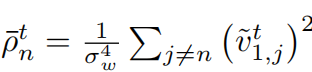 $\bar{\rho}_n^t = \frac{1}{\sigma_w^4} \sum_{j \neq n} \left( \tilde{v}_{1,j}^t \right)^2$